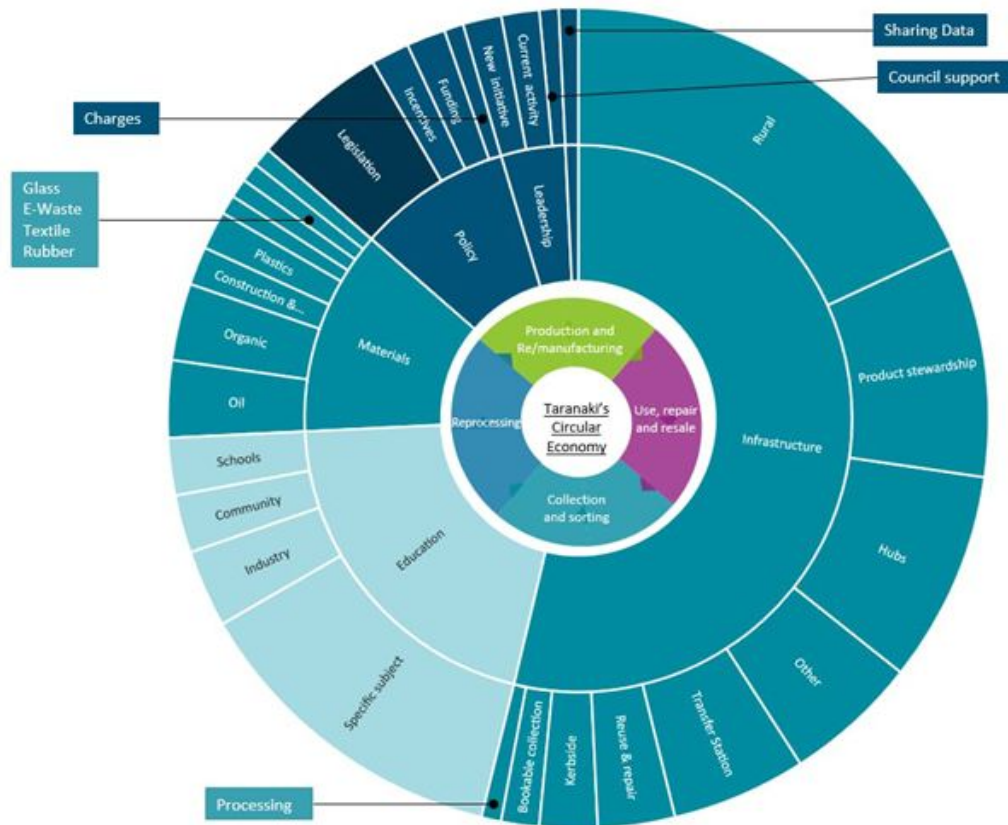 Sharing Data
Council support
Charges
Glass
E-Waste
Textile
Rubber
Processing
Rural
Product stewardship
Hubs
Other
Transfer Station
Reuse & repair
Kerbside
Bookable collection
Specific subject
Industry
Community
Schools
Oil
Organic
Construction &...
Plastics
Legislation
Incentives
Funding
New initiative
Current activity
Infrastructure
Education
Materials
Policy
Leadership
Production and
Re/manufacturing
Use, repair
and resale
Collection
and sorting
Reprocessing
Taranaki's
Circular
Economy